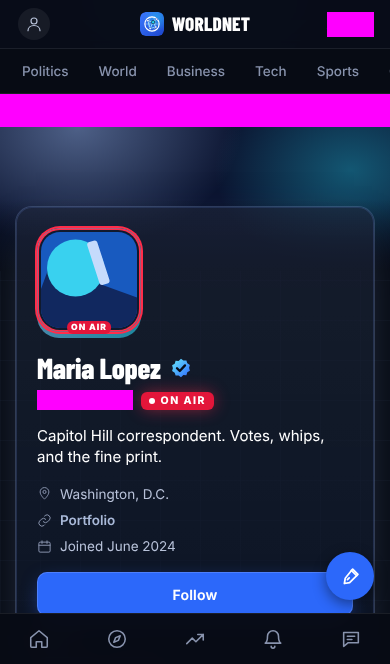 WORLDNET
Politics World Business Tech Sports
ON AIR
Maria Lopez
ON AIR
Capitol Hill correspondent. Votes, whips,
and the fine print.
Washington, D.C.
Portfolio
Joined June 2024
Follow